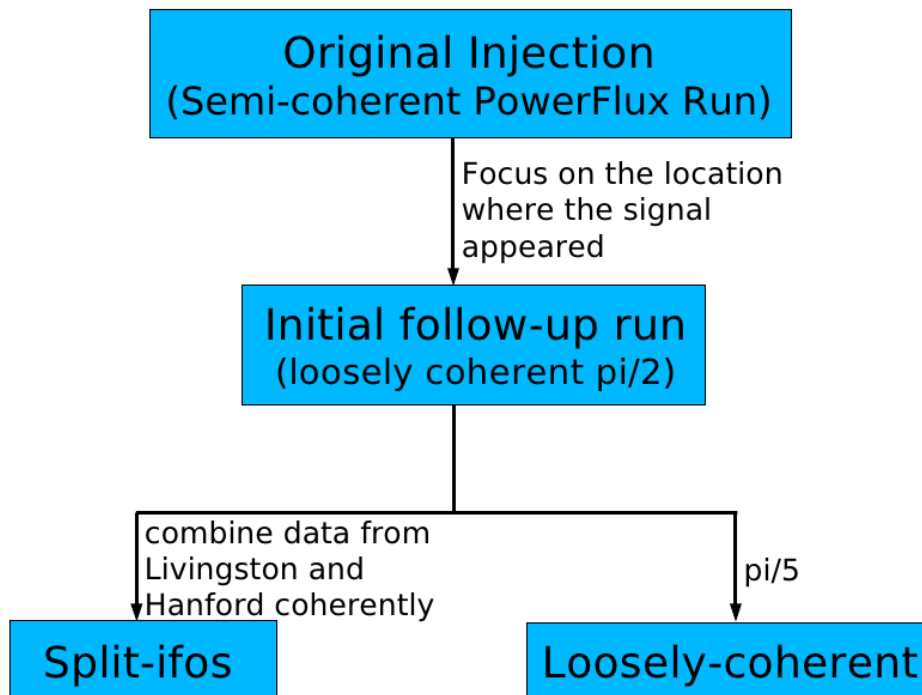 Original Injection
(Semi-coherent PowerFlux Run)
Focus on the location
where the signal
appeared
Initial follow-up run
(loosely coherent pi/2)
combine data from
Livingston and
Hanford coherently
pi/5
Split-ifos
Loosely-coherent